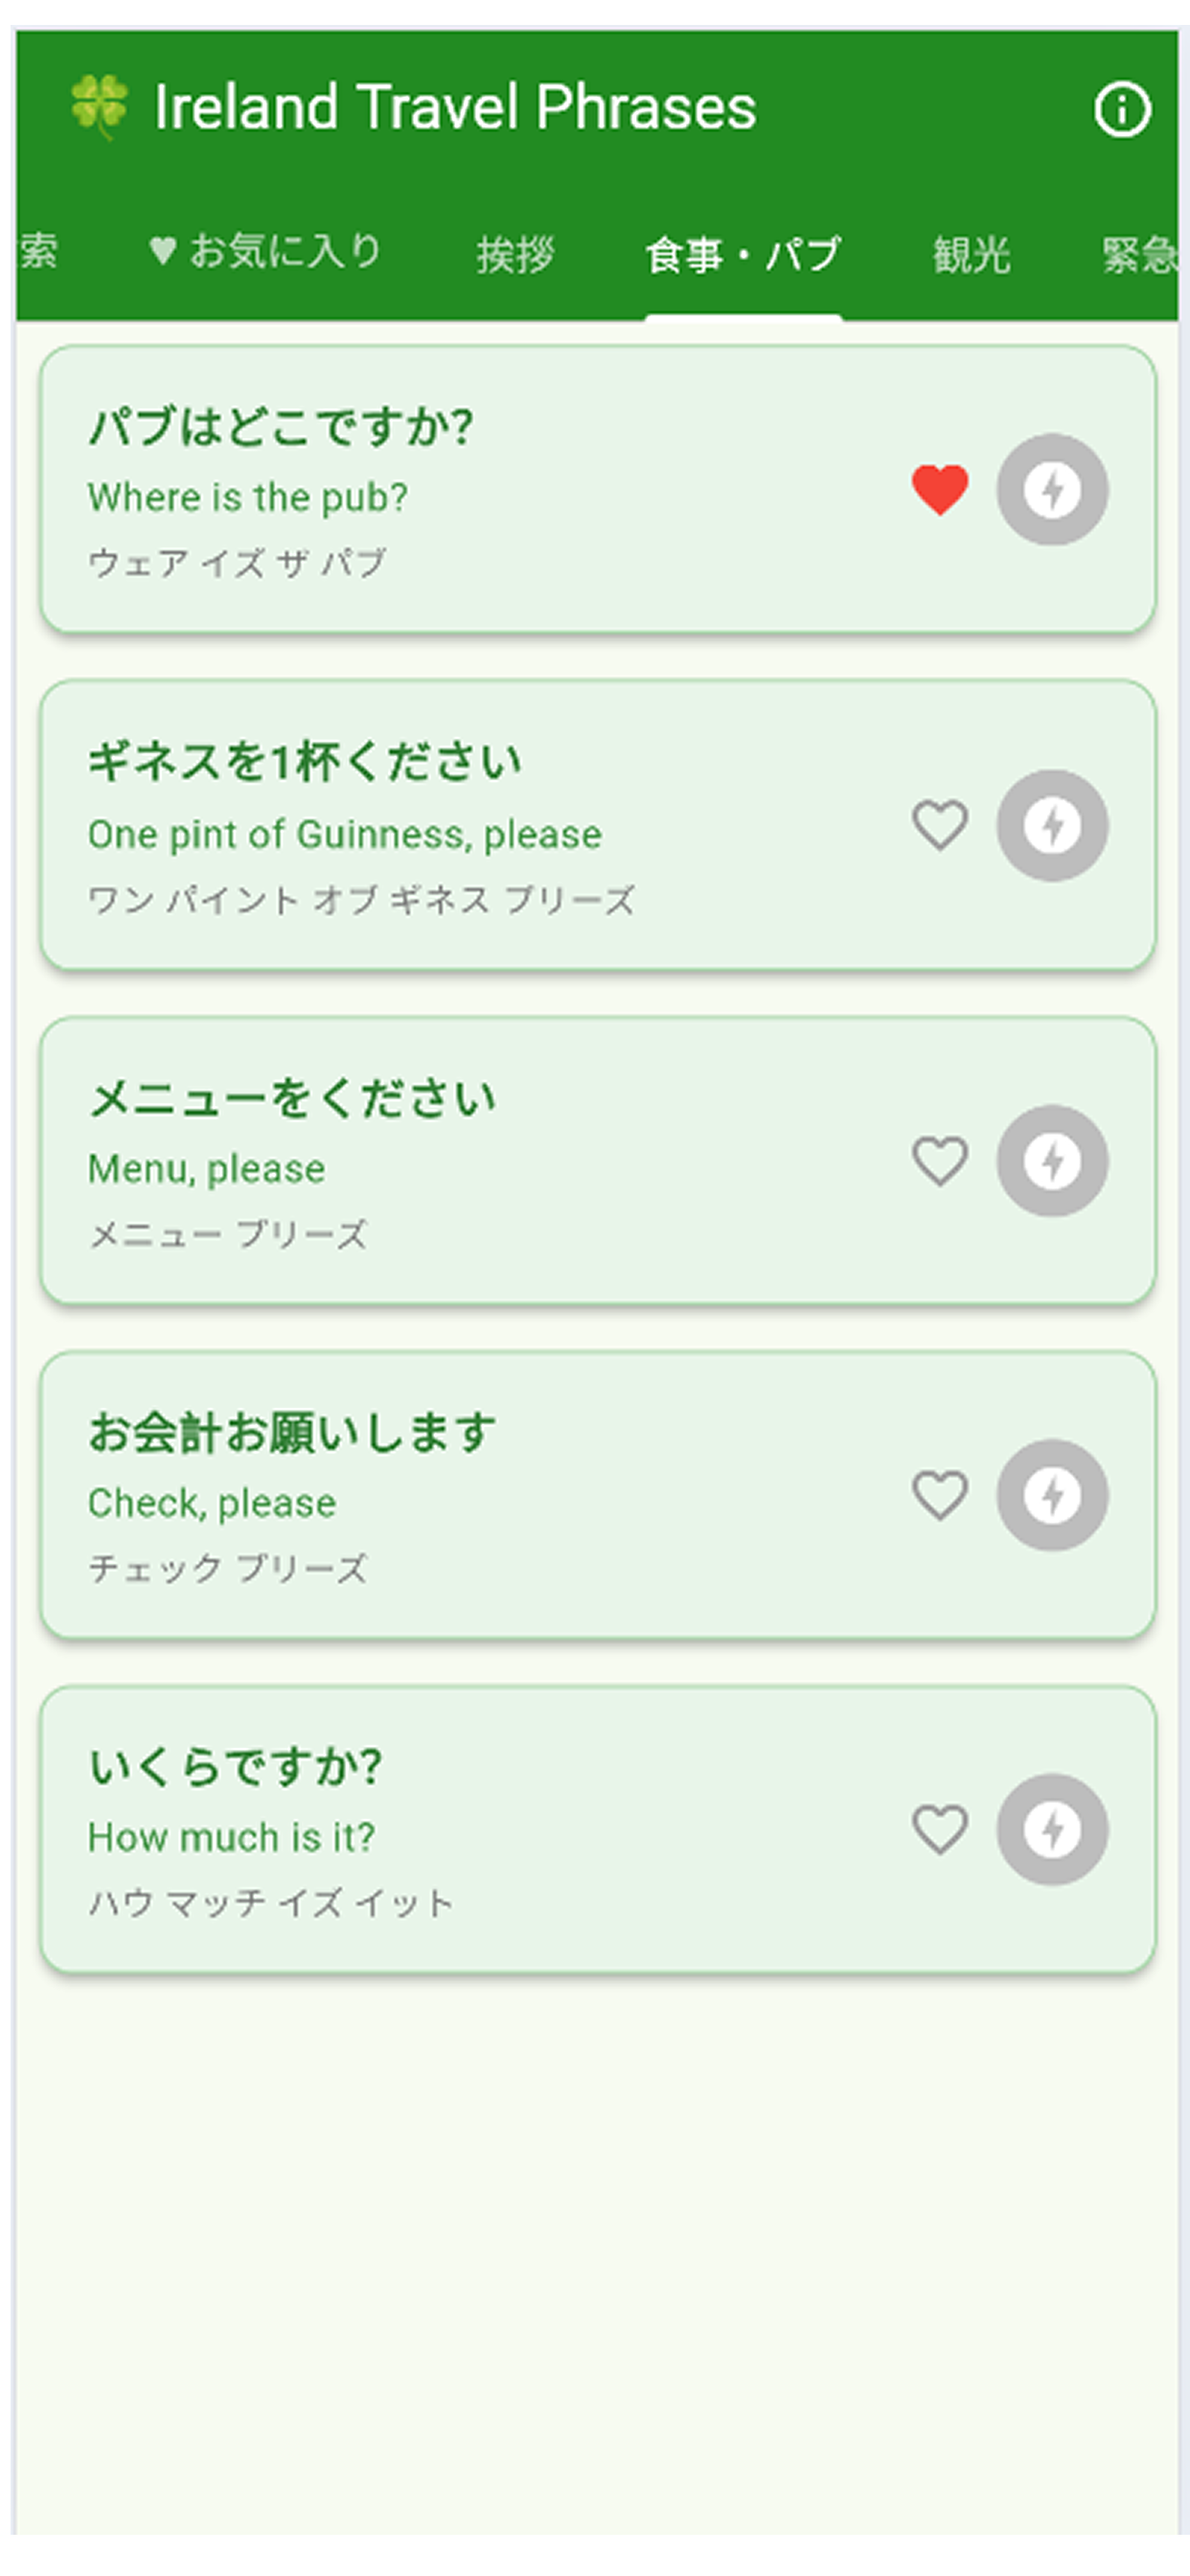 Ireland Travel Phrases
索 ♥ お気に入り 挨拶 食事・パブ 観光 緊急
パブはどこですか?
Where is the pub?
ウェア イズ ザ パブ
ギネスを1杯ください
One pint of Guinness, please
ワン パイント オブ ギネス プリーズ
メニューをください
Menu, please
メニュー プリーズ
お会計お願いします
Check, please
チェック プリーズ
いくらですか?
How much is it?
ハウ マッチ イズ イット